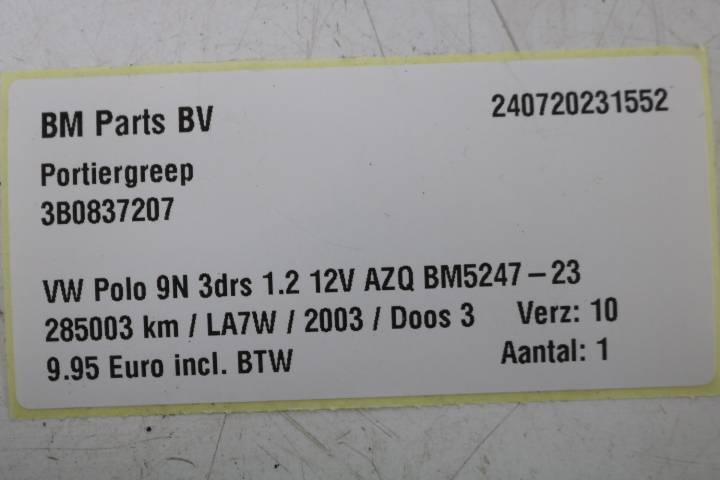 BM Parts BV 240720231552
Portiergreep
3B0837207
VW Polo 9N 3drs 1.2 12V AZQ BM5247-23
285003 km / LA7W / 2003 / Doos 3 Verz: 10
9.95 Euro incl. BTW Aantal: 1